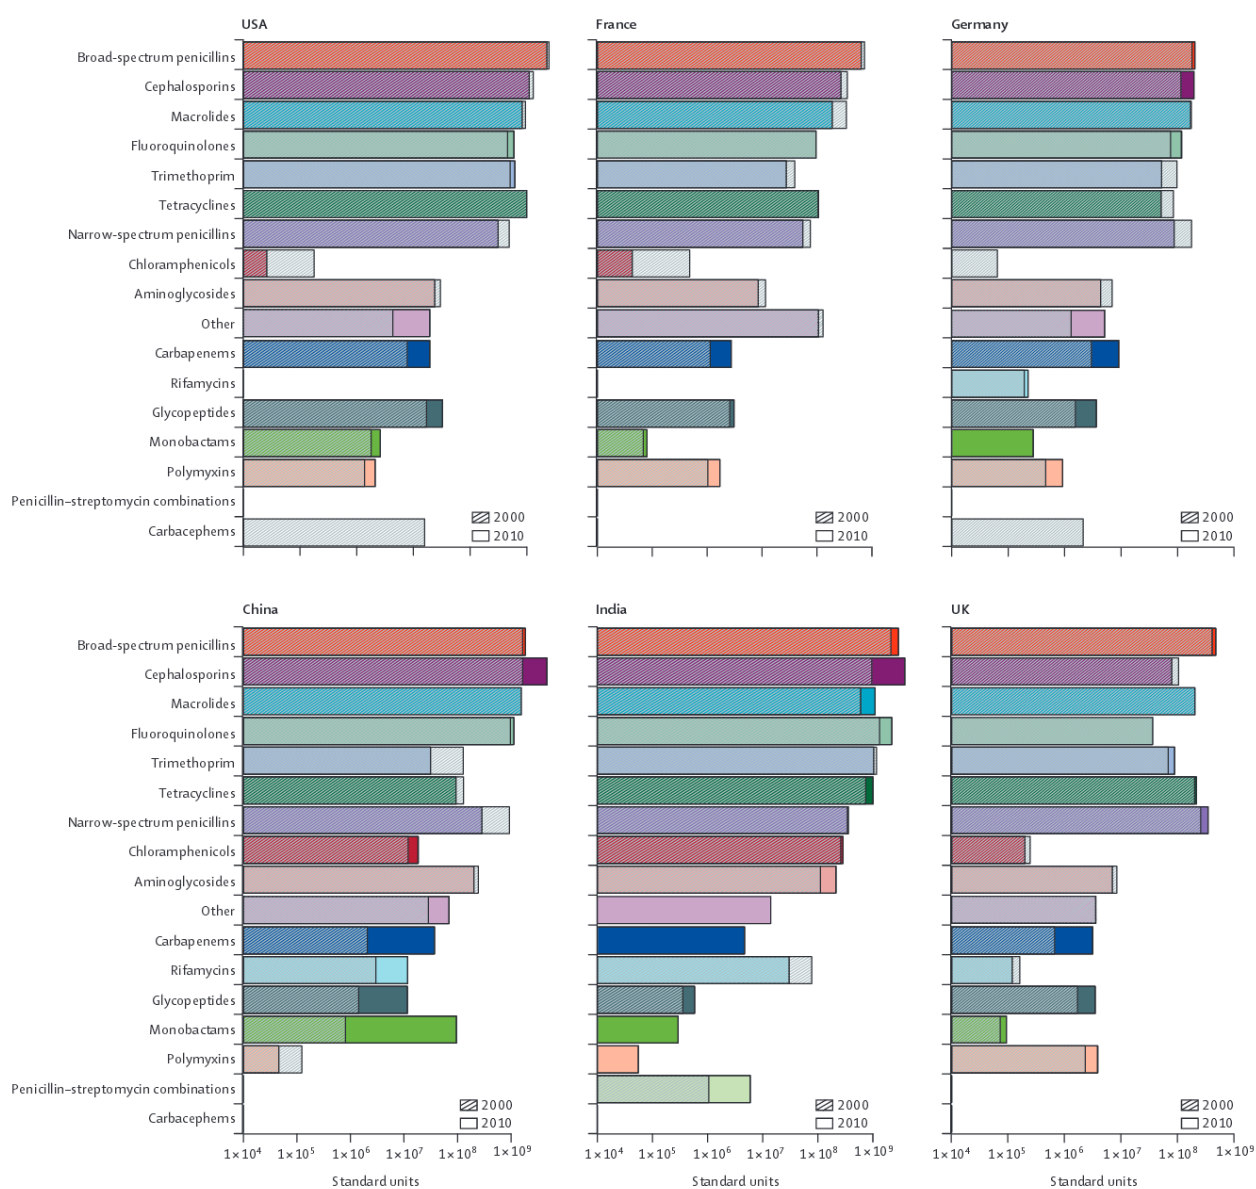 USA
France
Germany
Broad-spectrum penicillins
Cephalosporins
Macrolides
Fluoroquinolones
Trimethoprim
Tetracyclines
Narrow-spectrum penicillins
Chloramphenicols
Aminoglycosides
Other
Carbapenems
Rifamycins
Glycopeptides
Monobactams
Polymyxins
Penicillin–streptomycin combinations
Carbacephems
2000
2010
2000
2010
2000
2010
China
India
UK
Broad-spectrum penicillins
Cephalosporins
Macrolides
Fluoroquinolones
Trimethoprim
Tetracyclines
Narrow-spectrum penicillins
Chloramphenicols
Aminoglycosides
Other
Carbapenems
Rifamycins
Glycopeptides
Monobactams
Polymyxins
Penicillin–streptomycin combinations
Carbacephems
2000
2010
2000
2010
2000
2010
1×10⁴ 1×10⁵ 1×10⁶ 1×10⁷ 1×10⁸ 1×10⁹
1×10⁴ 1×10⁵ 1×10⁶ 1×10⁷ 1×10⁸ 1×10⁹
1×10⁴ 1×10⁵ 1×10⁶ 1×10⁷ 1×10⁸ 1×10⁹
Standard units
Standard units
Standard units